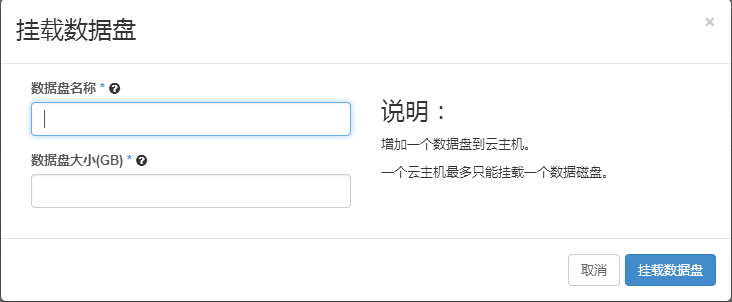 挂载数据盘
×
数据盘名称 *
数据盘大小(GB) *
说明：
增加一个数据盘到云主机。
一个云主机最多只能挂载一个数据磁盘。
取消
挂载数据盘